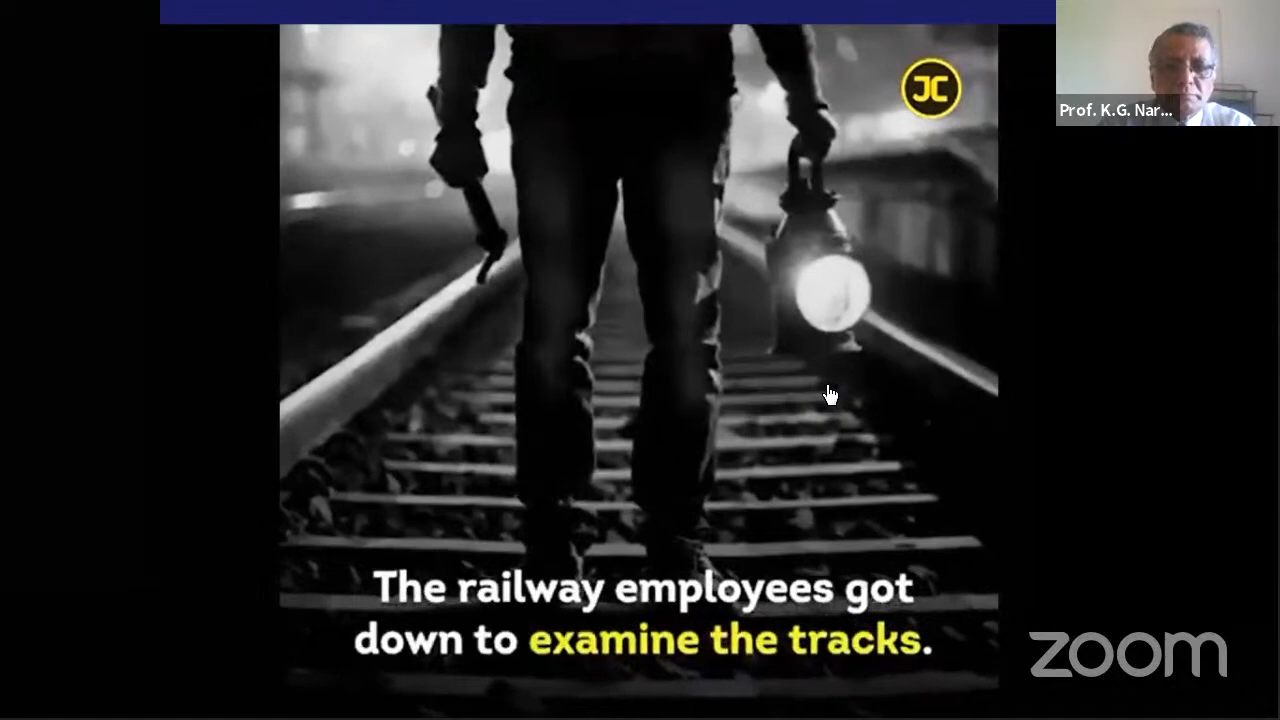 JC
Prof. K.G. Nar...
The railway employees got
down to examine the tracks.
zoom